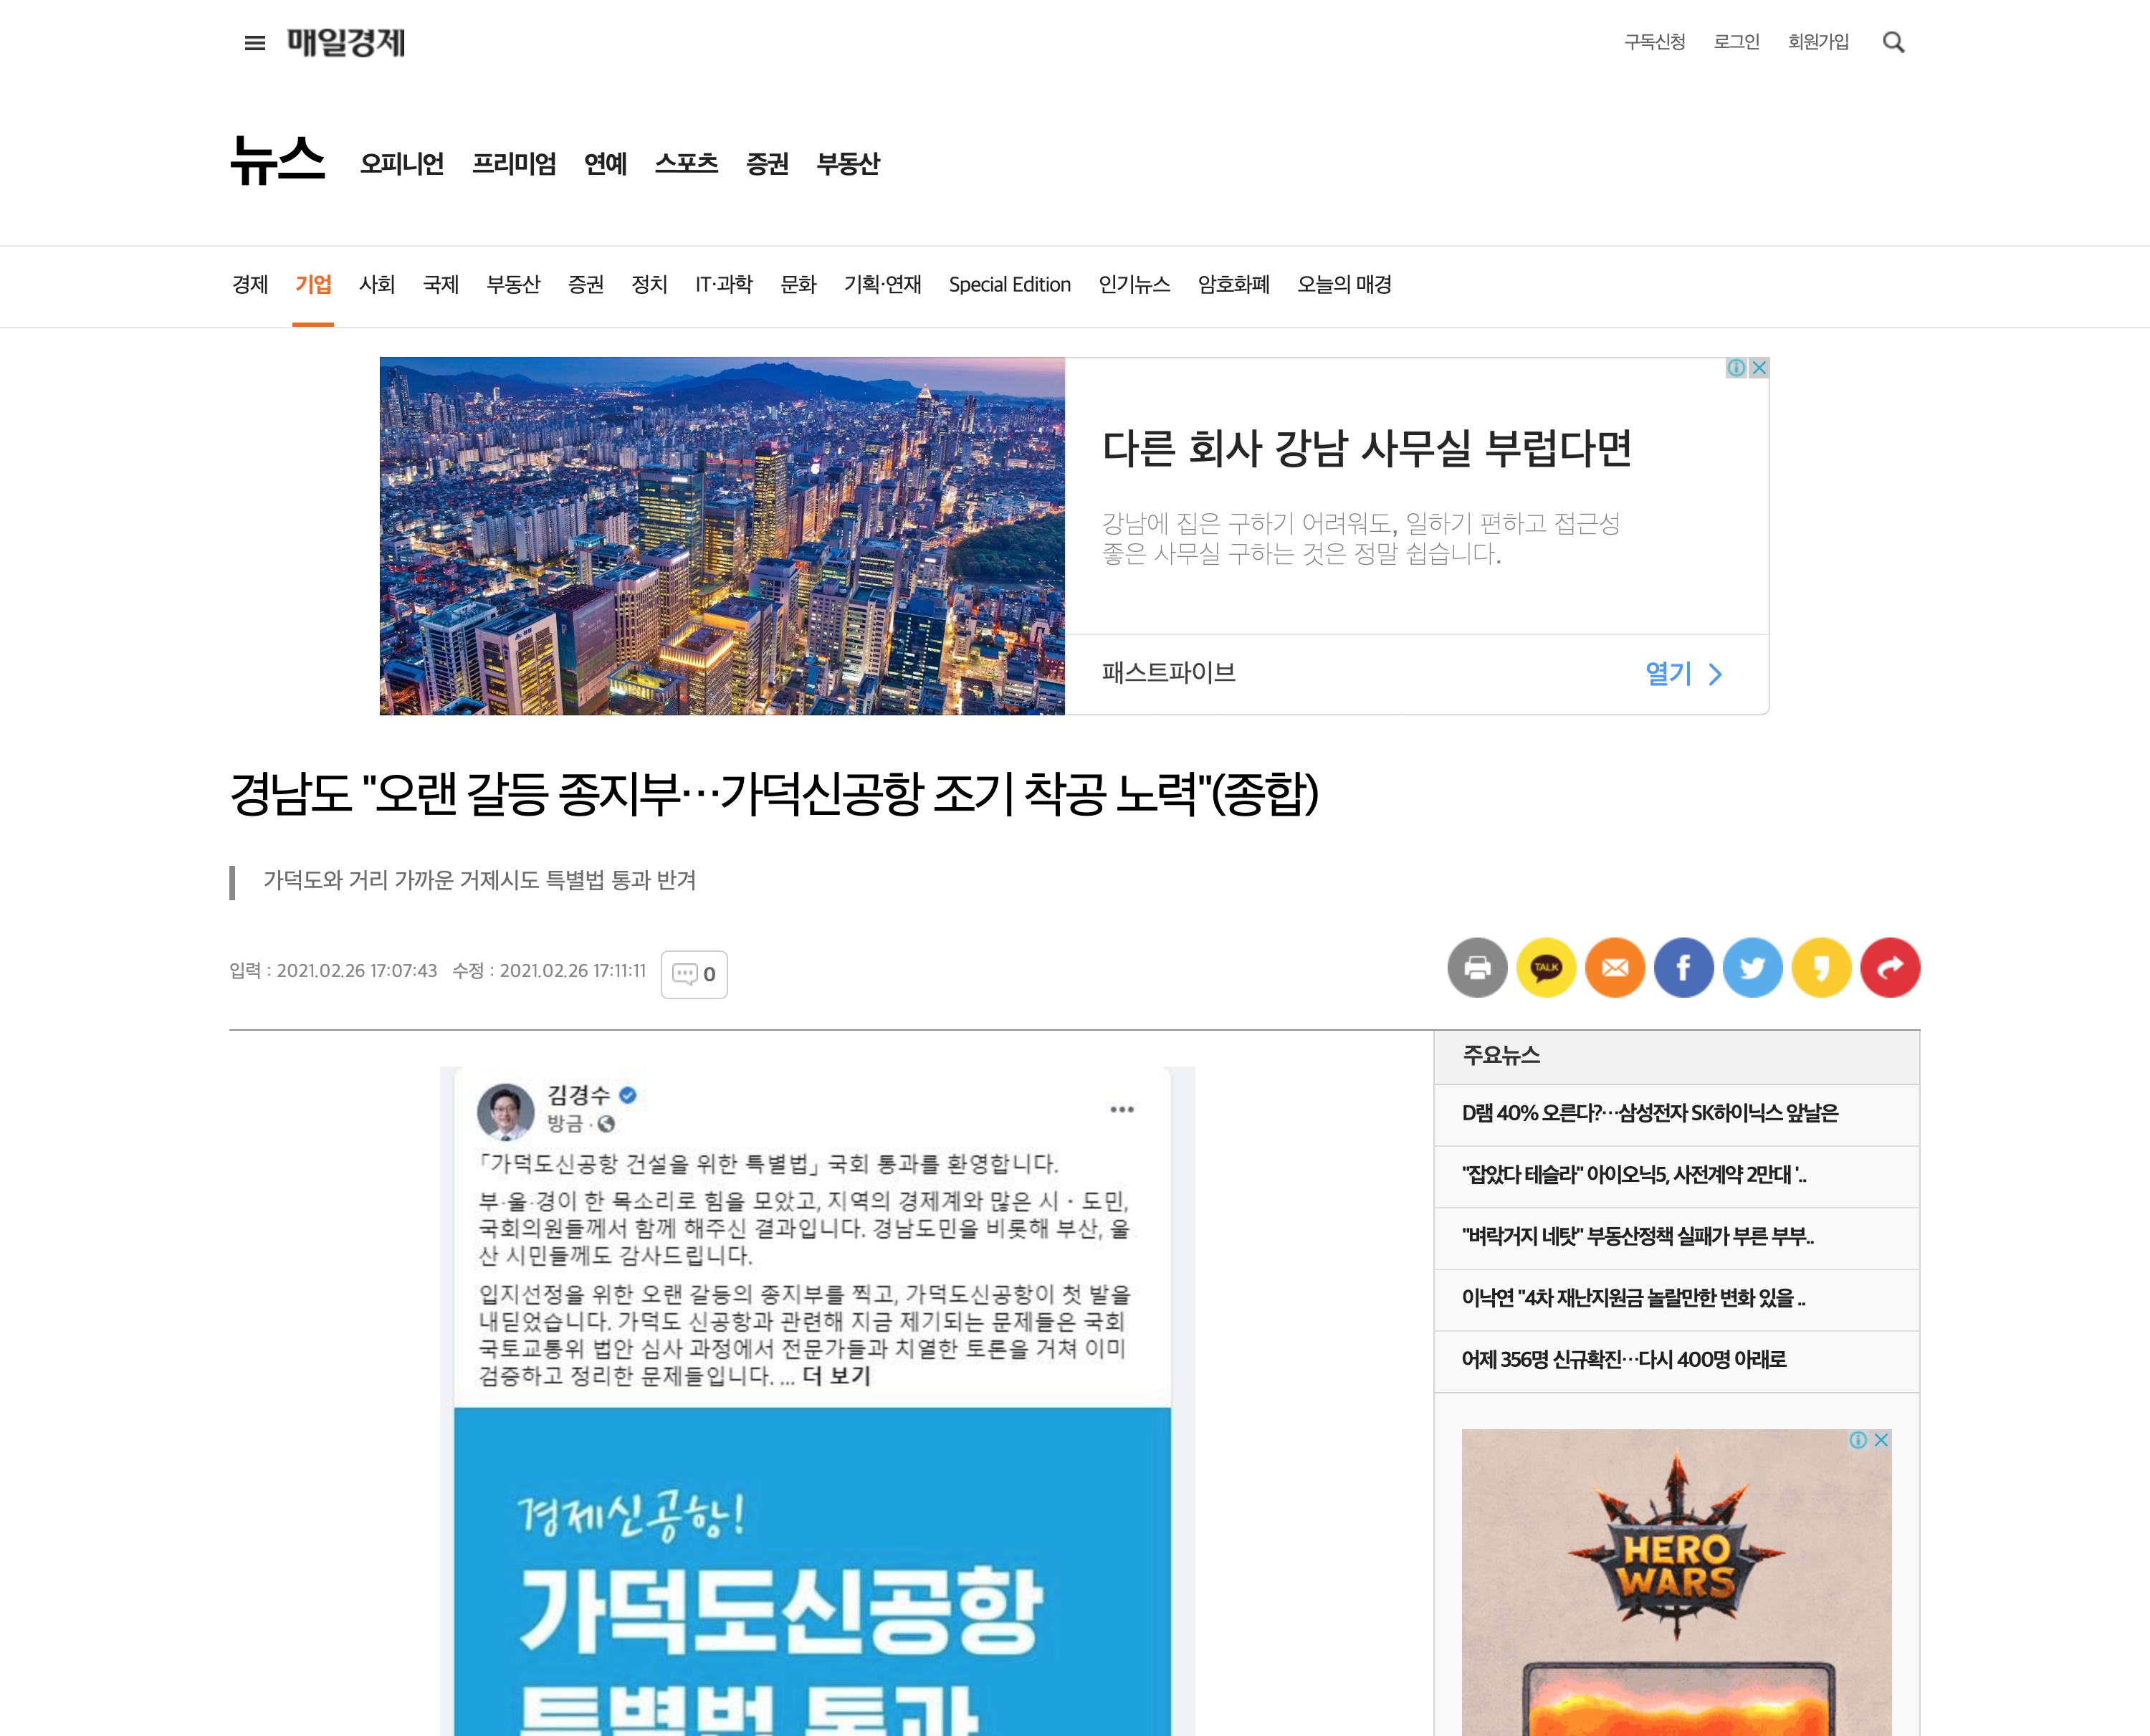 매일경제
구독신청 로그인 회원가입
뉴스 오피니언 프리미엄 연예 스포츠 증권 부동산
경제 기업 사회 국제 부동산 증권 정치 IT·과학 문화 기획·연재 Special Edition 인기뉴스 암호화폐 오늘의 매경
다른 회사 강남 사무실 부럽다면
강남에 집은 구하기 어려워도, 일하기 편하고 접근성
좋은 사무실 구하는 것은 정말 쉽습니다.
패스트파이브
열기
경남도 "오랜 갈등 종지부…가덕신공항 조기 착공 노력"(종합)
가덕도와 거리 가까운 거제시도 특별법 통과 반겨
입력 : 2021.02.26 17:07:43 수정 : 2021.02.26 17:11:11 0
TALK
김경수
방금 ·
「가덕도신공항 건설을 위한 특별법」 국회 통과를 환영합니다.
부·울·경이 한 목소리로 힘을 모았고, 지역의 경제계와 많은 시·도민,
국회의원들께서 함께 해주신 결과입니다. 경남도민을 비롯해 부산, 울
산 시민들께도 감사드립니다.
입지선정을 위한 오랜 갈등의 종지부를 찍고, 가덕도신공항이 첫 발을
내딛었습니다. 가덕도 신공항과 관련해 지금 제기되는 문제들은 국회
국토교통위 법안 심사 과정에서 전문가들과 치열한 토론을 거쳐 이미
검증하고 정리한 문제들입니다. ... 더 보기
경제신공항!
가덕도신공항
특별법 통과
주요뉴스
D램 40% 오른다?…삼성전자 SK하이닉스 앞날은
"잡았다 테슬라" 아이오닉5, 사전계약 2만대 '..
"벼락거지 네탓" 부동산정책 실패가 부른 부부..
이낙연 "4차 재난지원금 놀랄만한 변화 있을 ..
어제 356명 신규확진…다시 400명 아래로
HERO
WARS